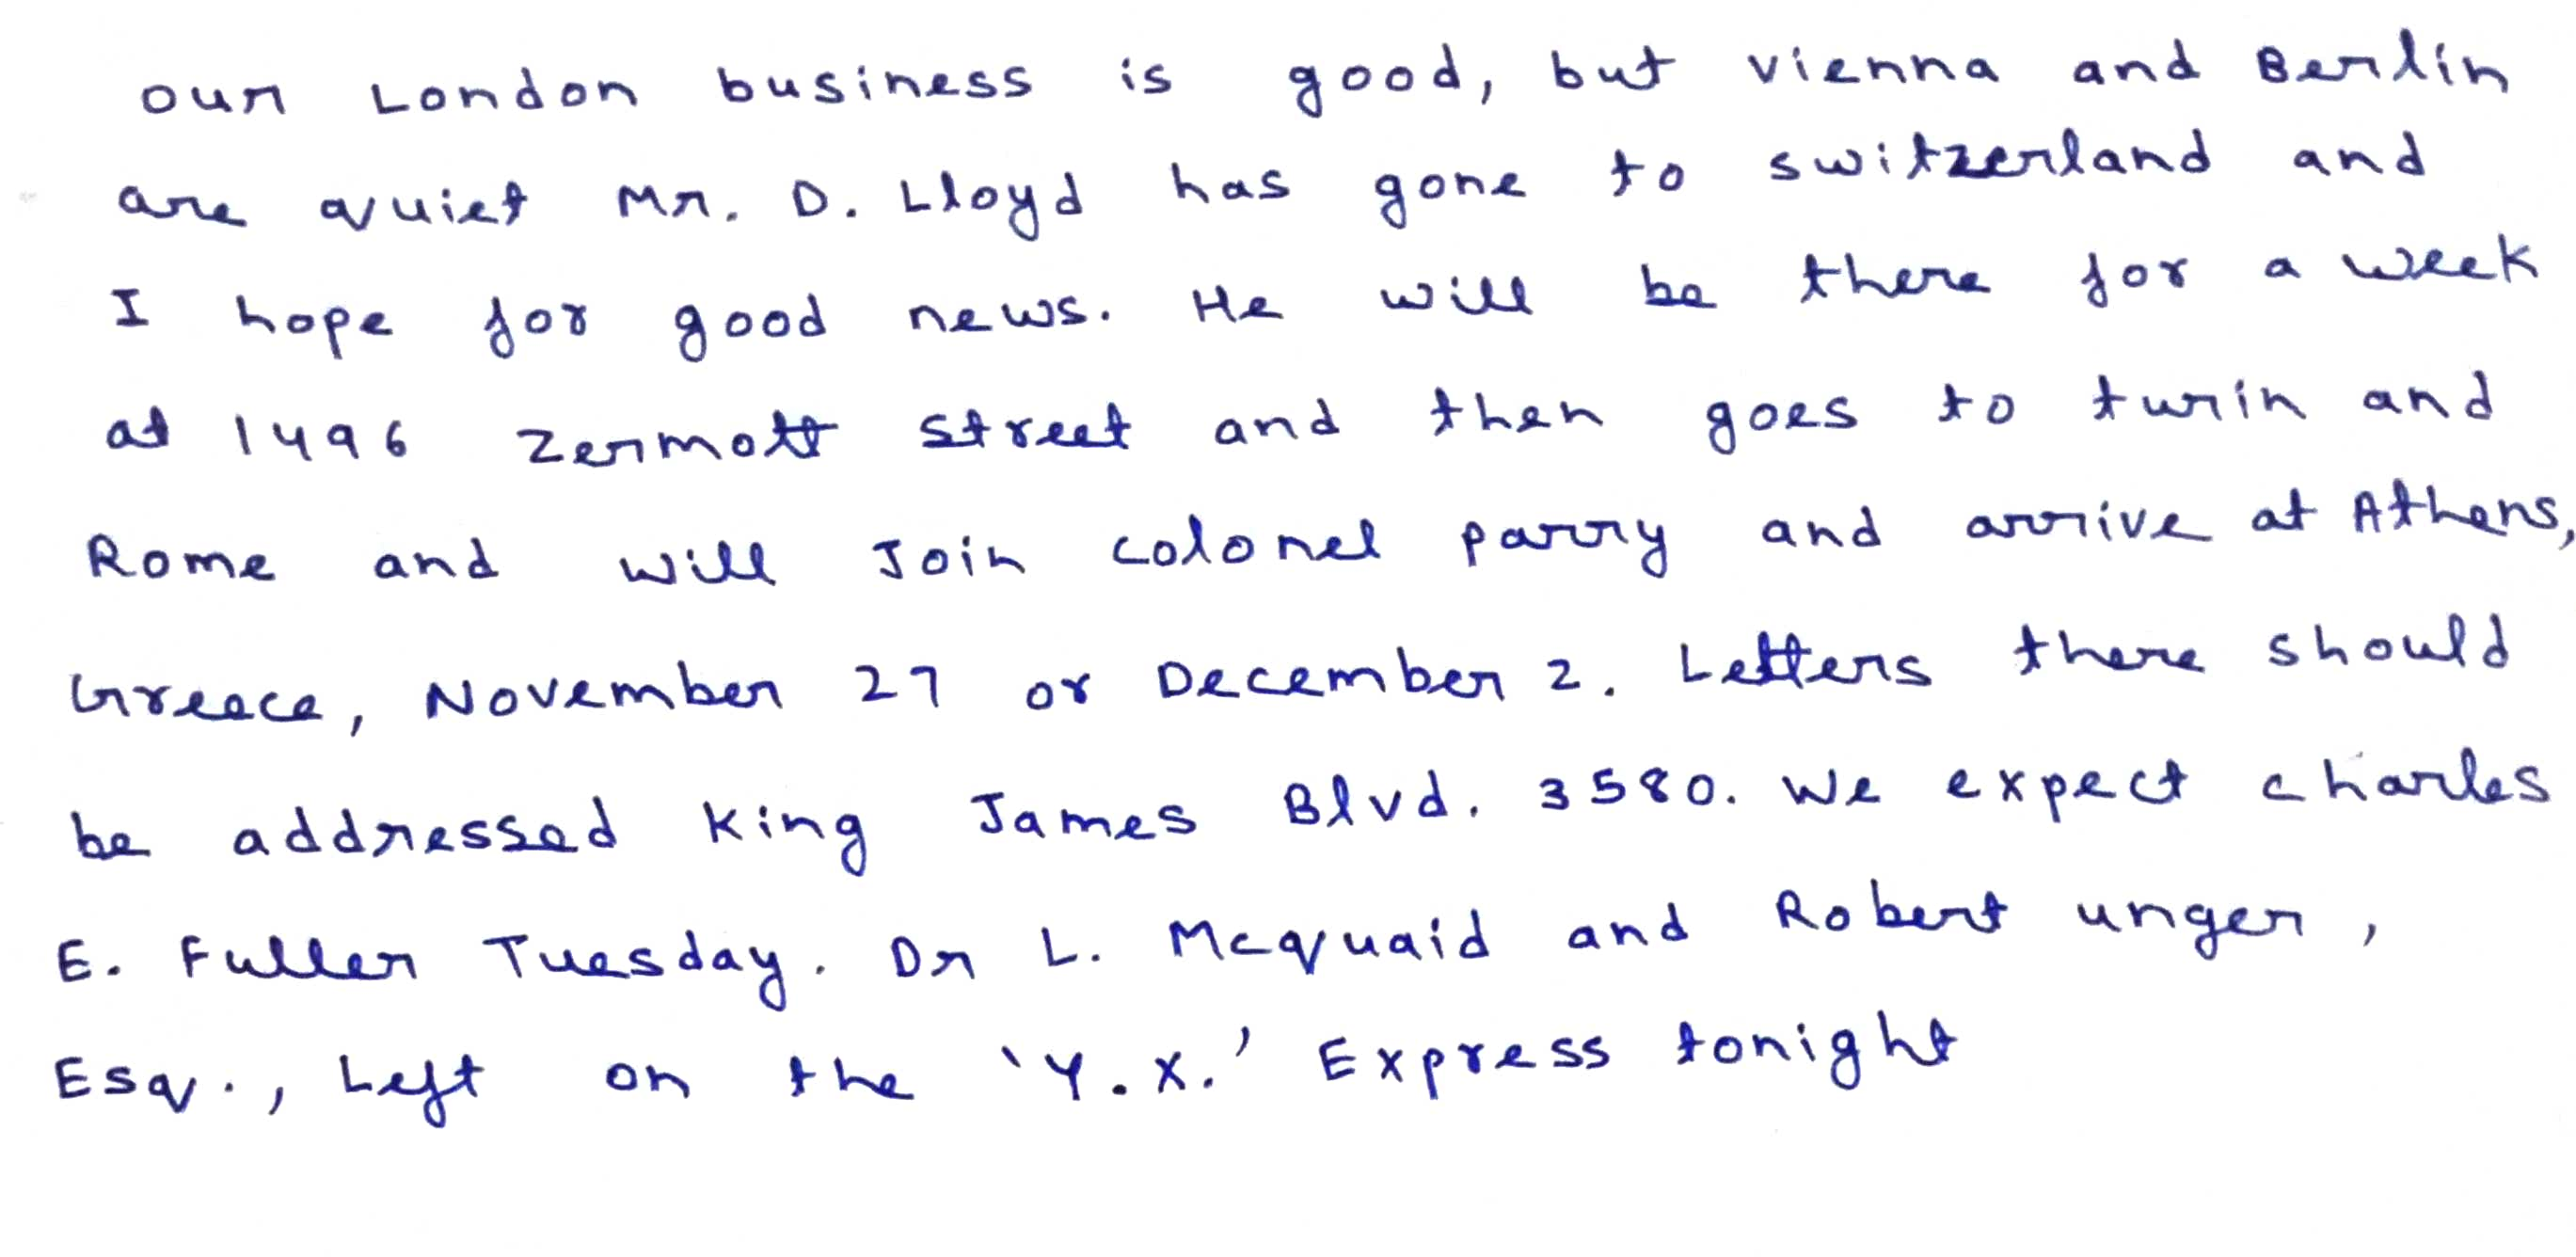 our London business is good, but vienna and Berlin
are quiet Mr. D. Lloyd has gone to switzerland and
I hope for good news. He will be there for a week
at 1496 zermott street and then goes to turin and
Rome and will Join colonel parry and arrive at Athens,
Greece, November 27 or December 2. Letters there should
be addressed king James Blvd. 3580. We expect charles
E. Fuller Tuesday. Dr L. Mcquaid and Robert unger,
Esq., Left on the 'Y.X.' Express tonight